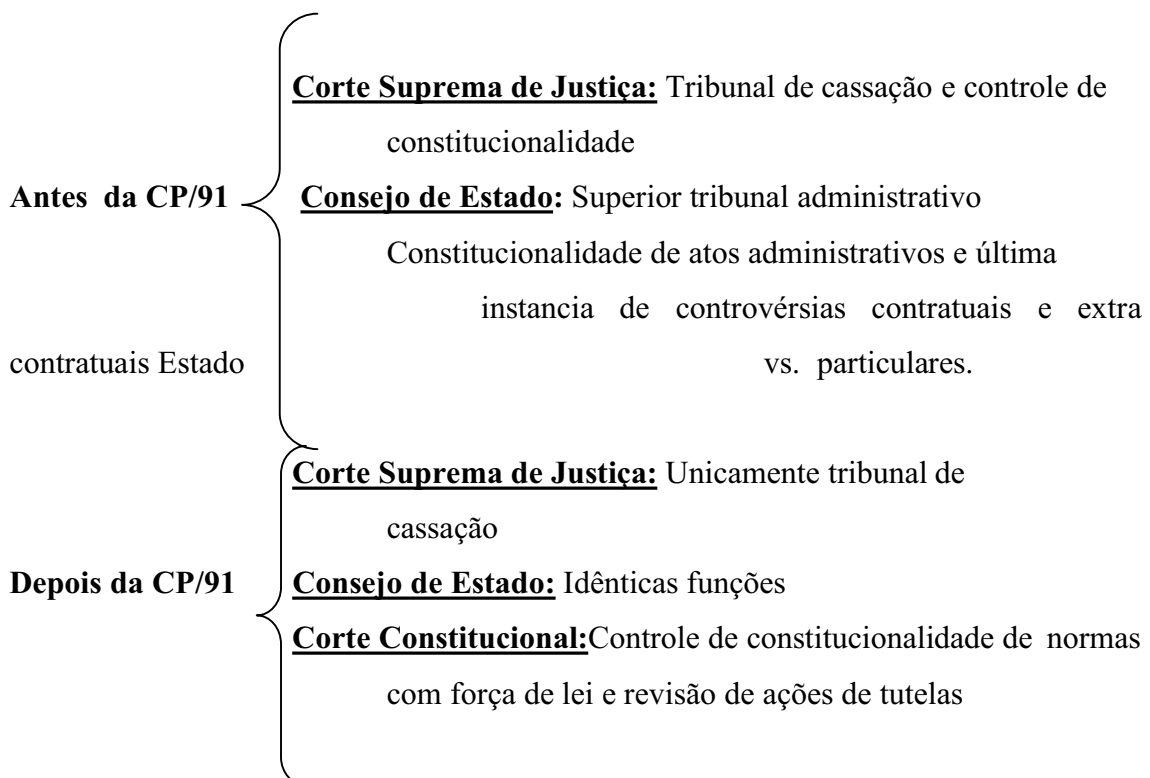 Corte Suprema de Justiça: Tribunal de cassação e controle de
constitucionalidade
Antes da CP/91 Consejo de Estado: Superior tribunal administrativo
Constitucionalidade de atos administrativos e última
instancia de controvérsias contratuais e extra
contratuais Estado vs. particulares.
Corte Suprema de Justiça: Unicamente tribunal de
cassação
Depois da CP/91 Consejo de Estado: Idênticas funções
Corte Constitucional:Controle de constitucionalidade de normas
com força de lei e revisão de ações de tutelas